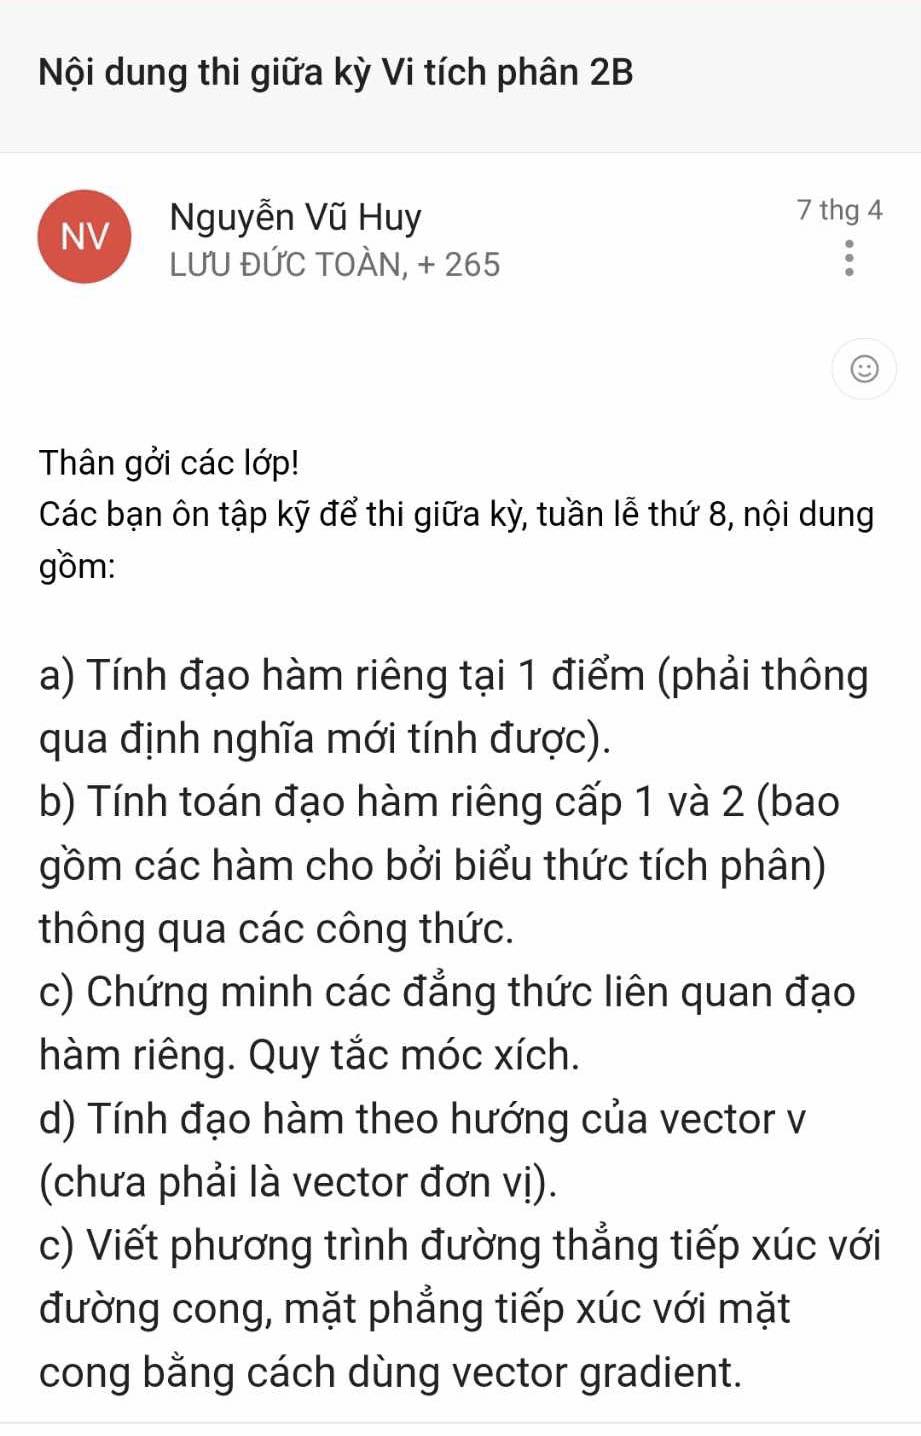 Nội dung thi giữa kỳ Vi tích phân 2B
NV
Nguyễn Vũ Huy
7 thg 4
LƯU ĐỨC TOÀN, + 265
Thân gởi các lớp!
Các bạn ôn tập kỹ để thi giữa kỳ, tuần lễ thứ 8, nội dung
gồm:
a) Tính đạo hàm riêng tại 1 điểm (phải thông
qua định nghĩa mới tính được).
b) Tính toán đạo hàm riêng cấp 1 và 2 (bao
gồm các hàm cho bởi biểu thức tích phân)
thông qua các công thức.
c) Chứng minh các đẳng thức liên quan đạo
hàm riêng. Quy tắc móc xích.
d) Tính đạo hàm theo hướng của vector v
(chưa phải là vector đơn vị).
c) Viết phương trình đường thẳng tiếp xúc với
đường cong, mặt phẳng tiếp xúc với mặt
cong bằng cách dùng vector gradient.